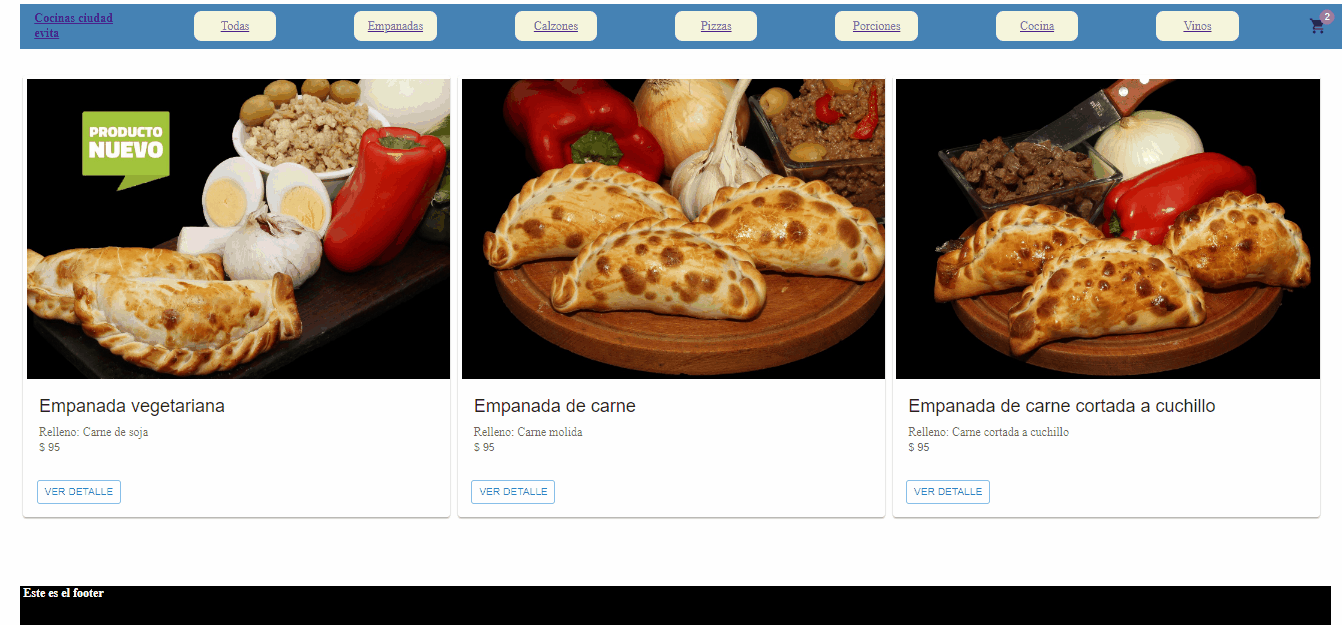 Cocinas ciudad
evita
Todas
Empanadas
Calzones
Pizzas
Porciones
Cocina
Vinos
2
PRODUCTO
NUEVO
Empanada vegetariana
Relleno: Carne de soja
$ 95
VER DETALLE
Empanada de carne
Relleno: Carne molida
$ 95
VER DETALLE
Empanada de carne cortada a cuchillo
Relleno: Carne cortada a cuchillo
$ 95
VER DETALLE
Este es el footer